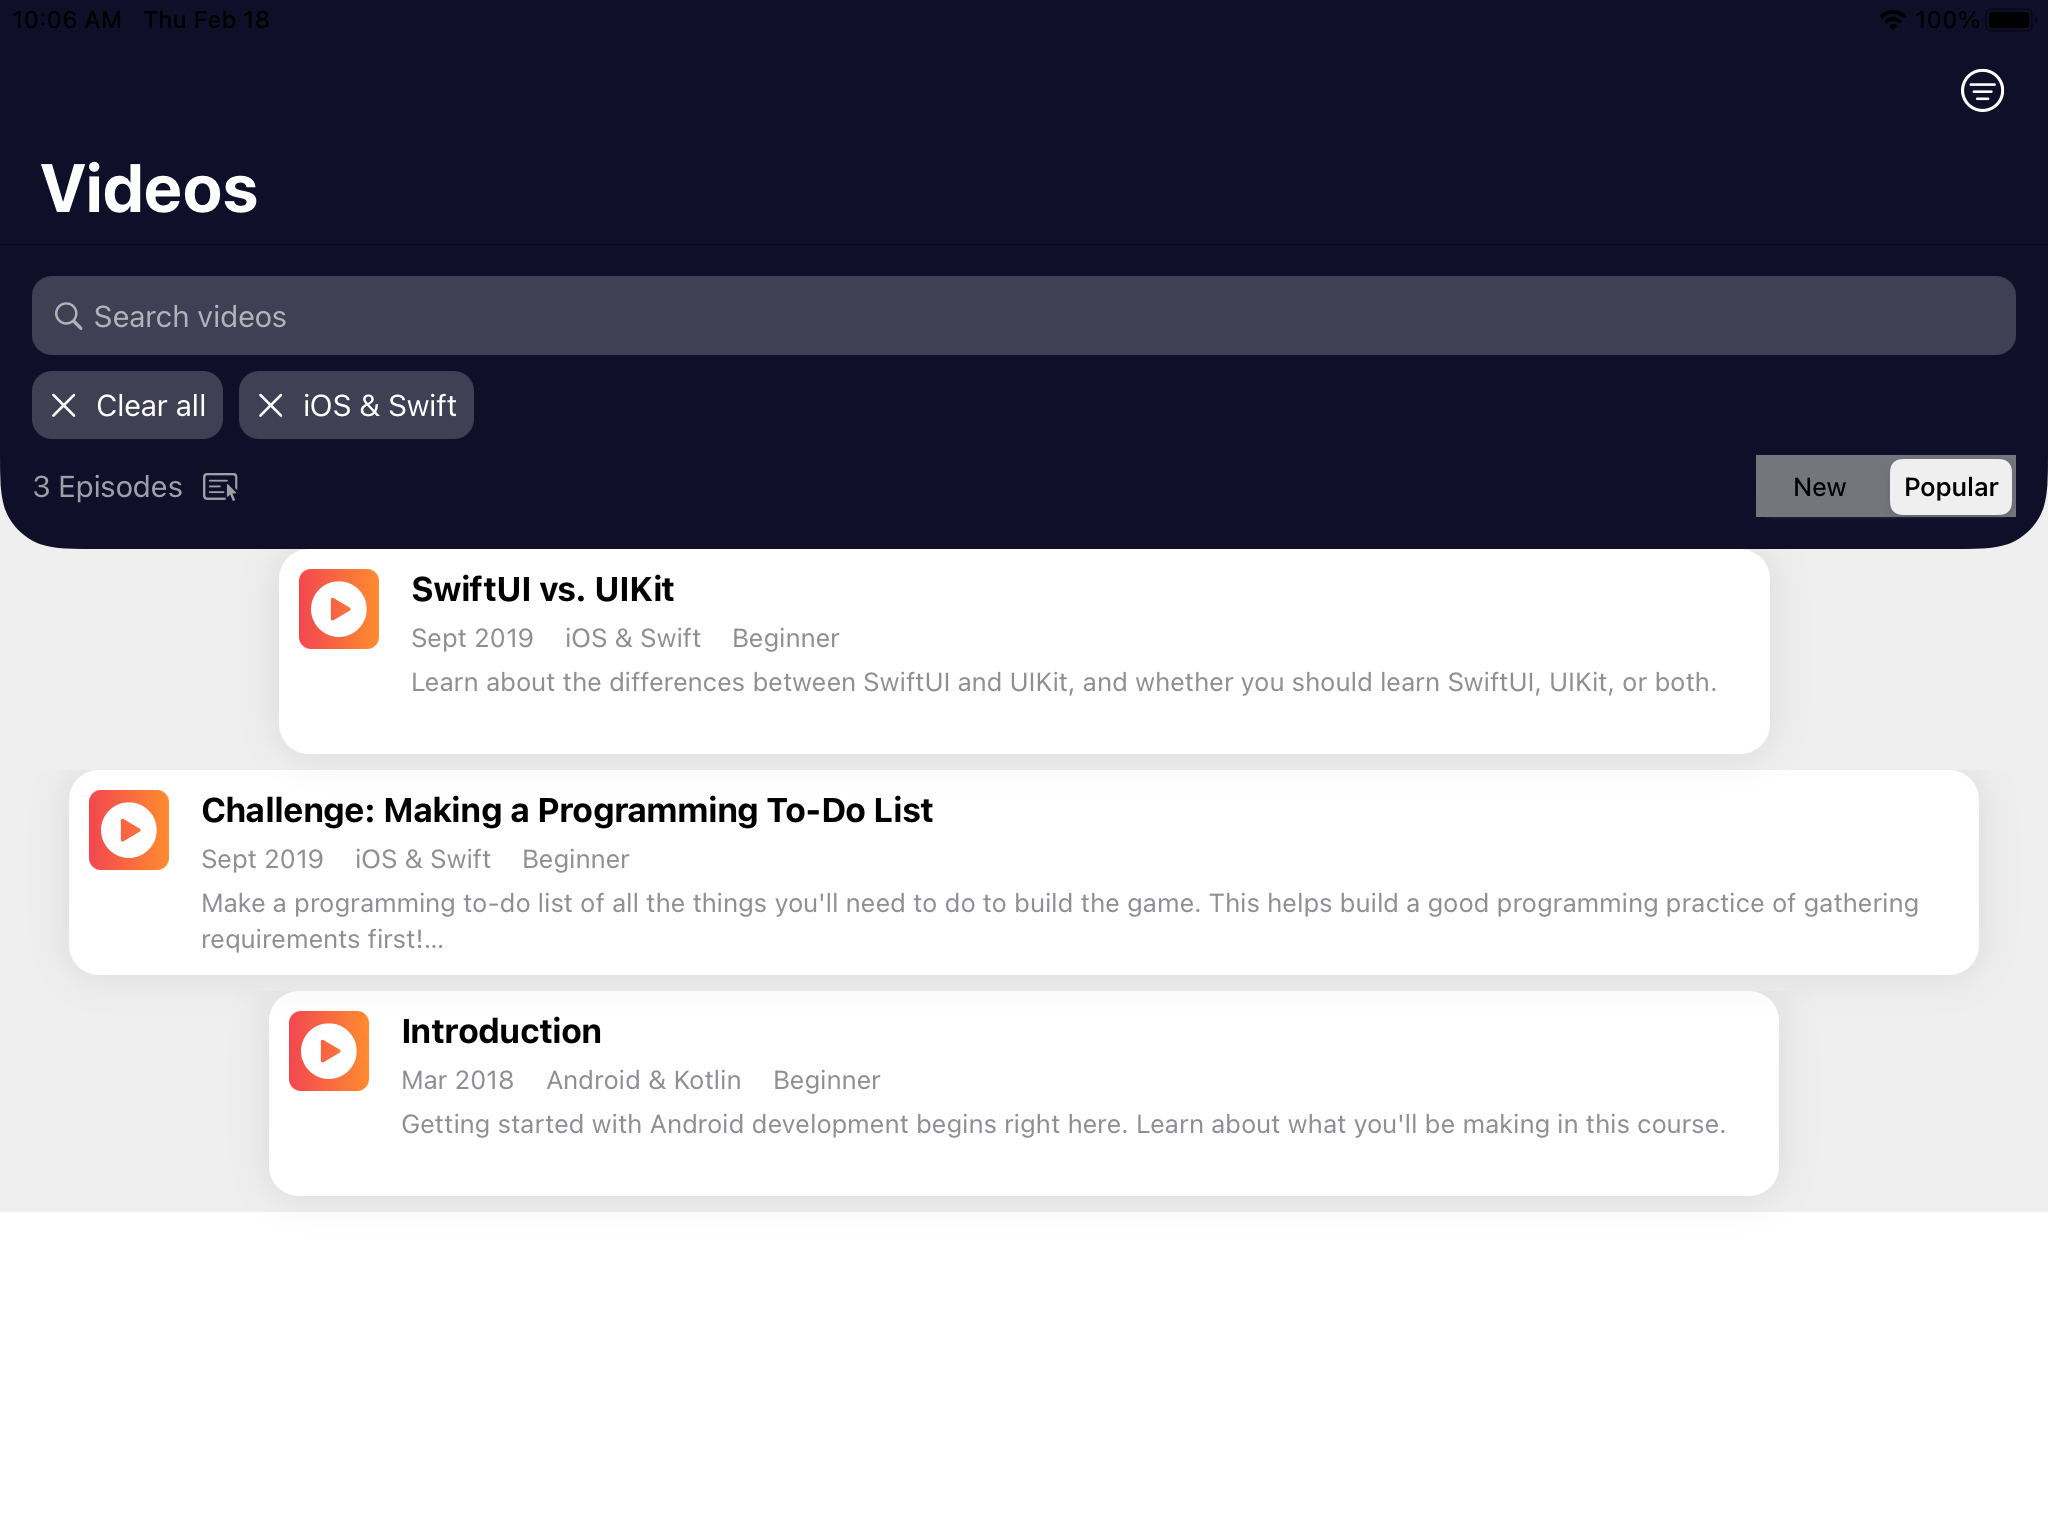 10:06 AM Thu Feb 18 100%
Videos
Search videos
Clear all iOS & Swift
3 Episodes New Popular
SwiftUI vs. UIKit
Sept 2019 iOS & Swift Beginner
Learn about the differences between SwiftUI and UIKit, and whether you should learn SwiftUI, UIKit, or both.
Challenge: Making a Programming To-Do List
Sept 2019 iOS & Swift Beginner
Make a programming to-do list of all the things you'll need to do to build the game. This helps build a good programming practice of gathering
requirements first!...
Introduction
Mar 2018 Android & Kotlin Beginner
Getting started with Android development begins right here. Learn about what you'll be making in this course.